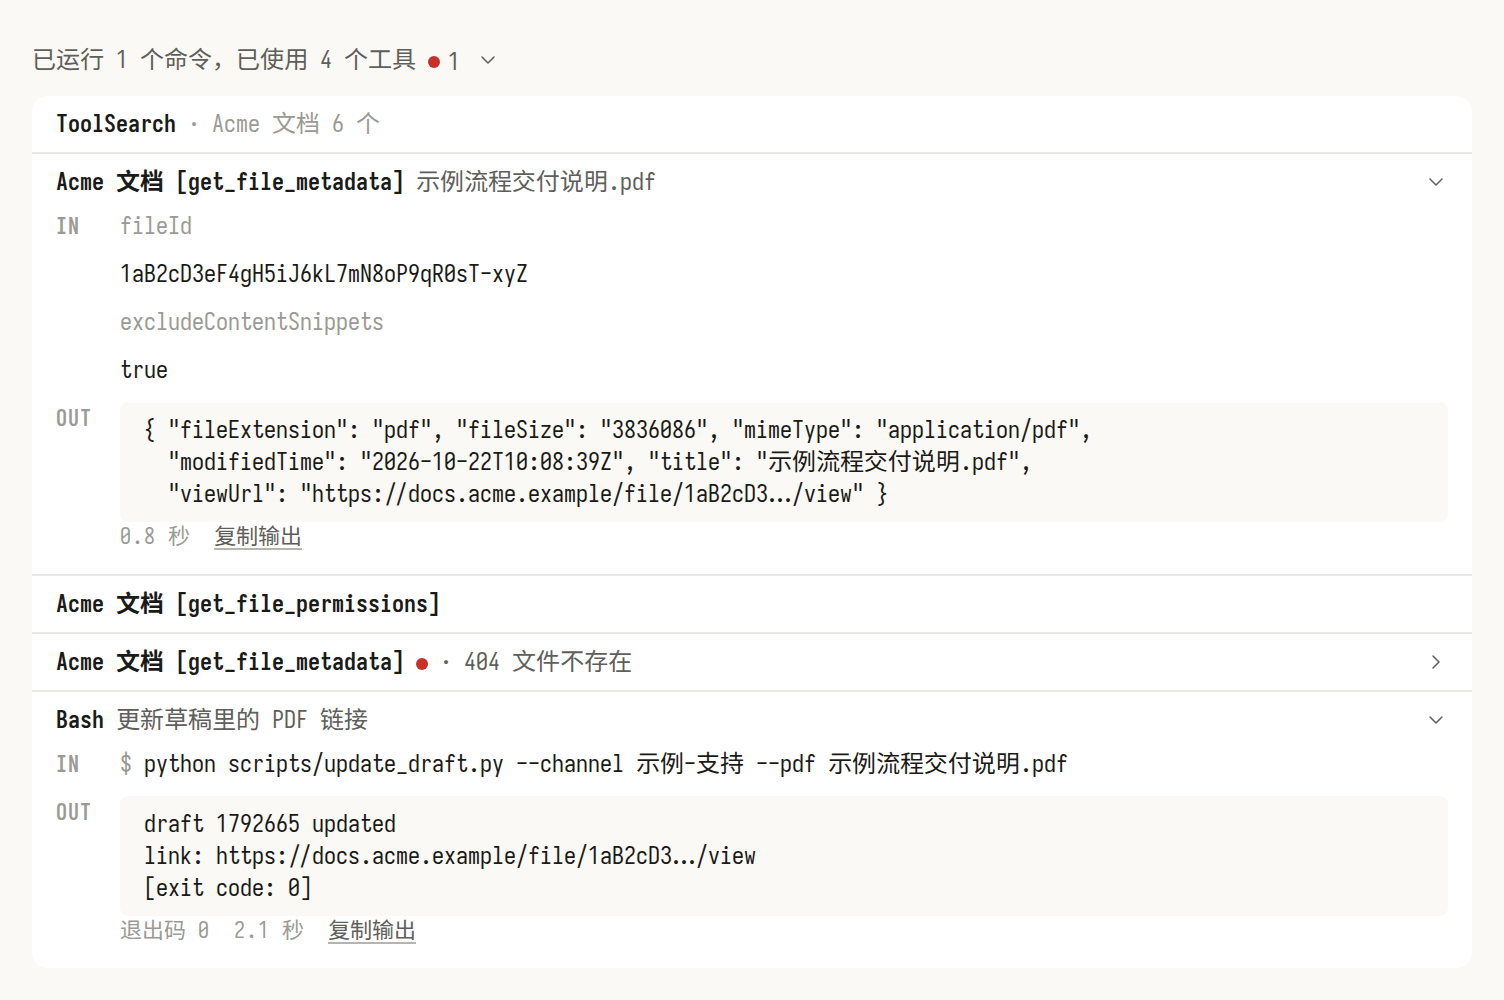 已运行 1 个命令，已使用 4 个工具 1
ToolSearch · Acme 文档 6 个
Acme 文档 [get_file_metadata] 示例流程交付说明.pdf
IN fileId
1aB2cD3eF4gH5iJ6kL7mN8oP9qR0sT-xyZ
excludeContentSnippets
true
OUT { "fileExtension": "pdf", "fileSize": "3836086", "mimeType": "application/pdf",
"modifiedTime": "2026-10-22T10:08:39Z", "title": "示例流程交付说明.pdf",
"viewUrl": "https://docs.acme.example/file/1aB2cD3.../view" }
0.8 秒 复制输出
Acme 文档 [get_file_permissions]
Acme 文档 [get_file_metadata] · 404 文件不存在
Bash 更新草稿里的 PDF 链接
IN $ python scripts/update_draft.py --channel 示例-支持 --pdf 示例流程交付说明.pdf
OUT draft 1792665 updated
link: https://docs.acme.example/file/1aB2cD3.../view
[exit code: 0]
退出码 0 2.1 秒 复制输出